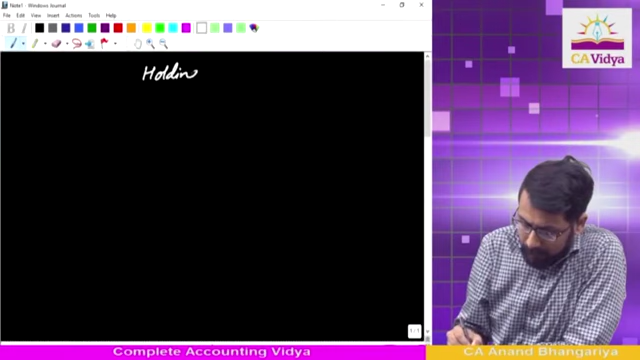 Note1 - Windows Journal
File Edit View Insert Actions Tools Help
Holdin
1 / 1
CA Vidya
Complete Accounting Vidya
CA Anand Bhangariya